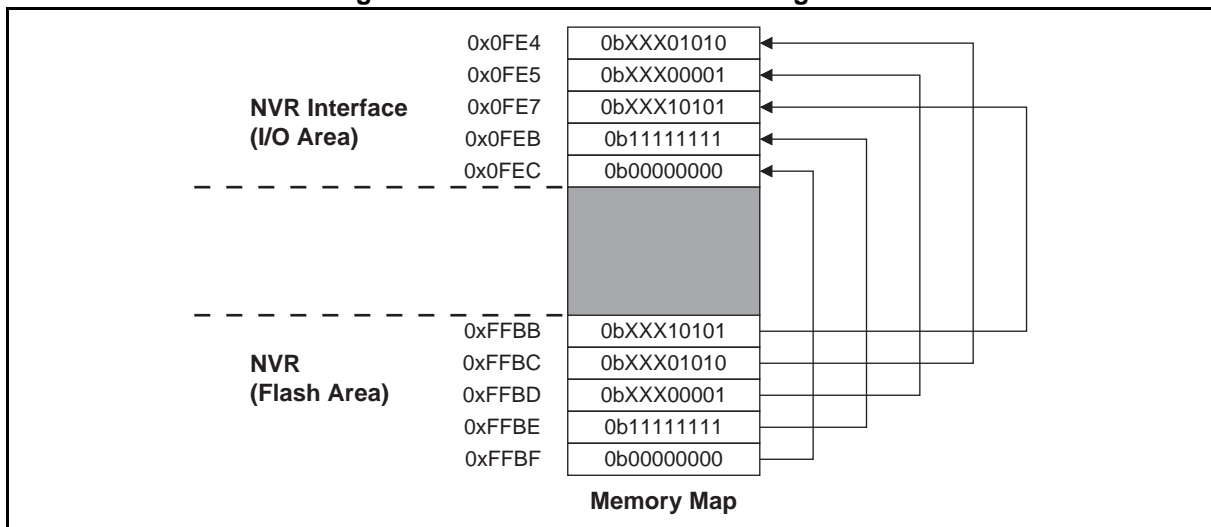 0x0FE4 0bXXX01010
0x0FE5 0bXXX00001
NVR Interface 0x0FE7 0bXXX10101
(I/O Area) 0x0FEB 0b11111111
0x0FEC 0b00000000
0xFFBB 0bXXX10101
NVR 0xFFBC 0bXXX01010
(Flash Area) 0xFFBD 0bXXX00001
0xFFBE 0b11111111
0xFFBF 0b00000000
Memory Map